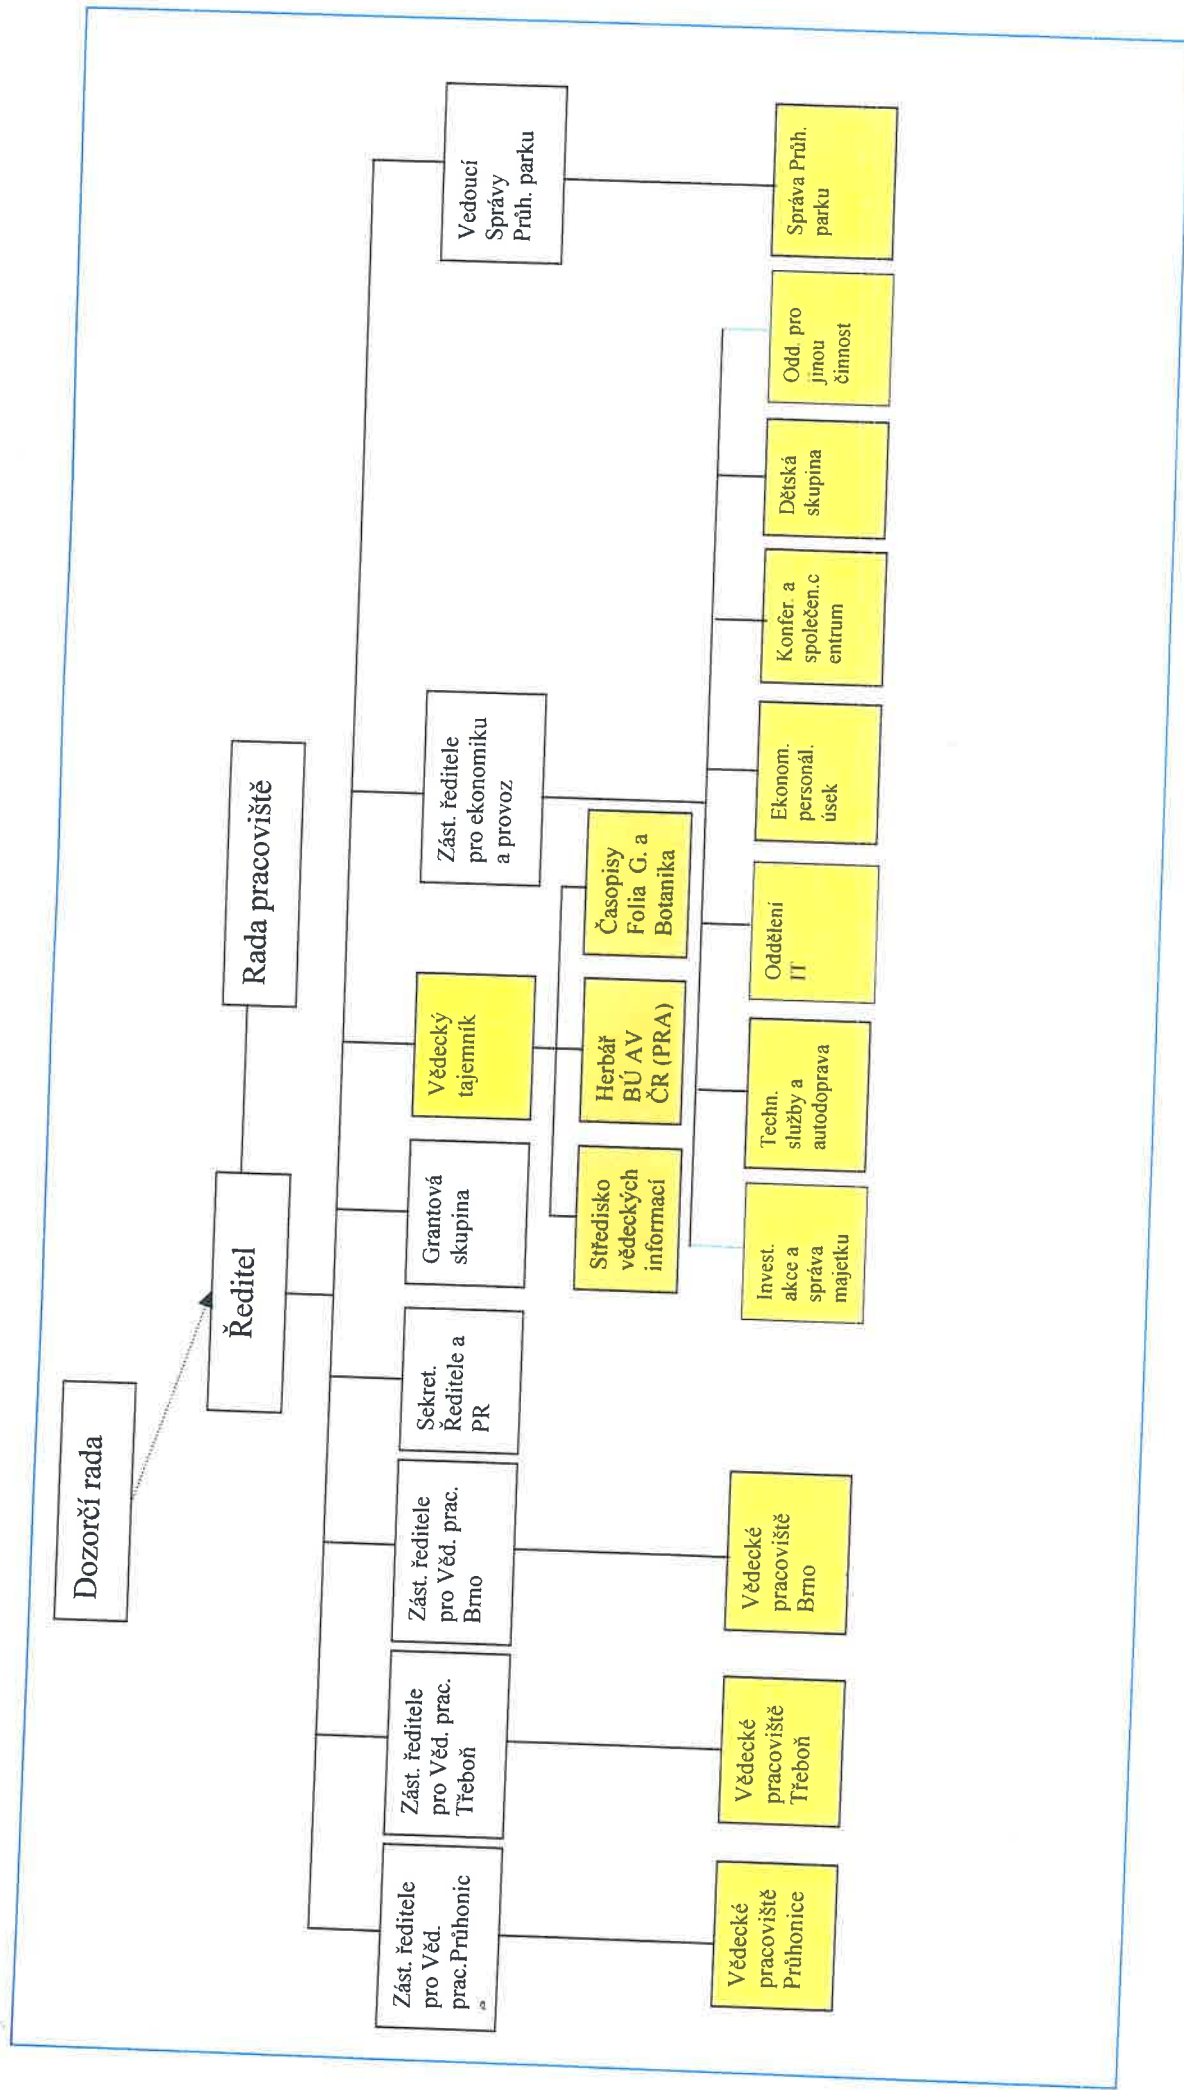 Dozorčí rada
Ředitel
Rada pracoviště
Zást. ředitele
pro Věd.
prac.Průhonic
e
Zást. ředitele
pro Věd. prac.
Třeboň
Zást. ředitele
pro Věd. prac.
Brno
Sekret.
Ředitele a
PR
Grantová
skupina
Vědecký
tajemník
Zást. ředitele
pro ekonomiku
a provoz
Vedoucí
Správy
Průh. parku
Středisko
vědeckých
informací
Herbář
BÚ AV
ČR (PRA)
Časopisy
Folia G. a
Botanika
Vědecké
pracoviště
Průhonice
Vědecké
pracoviště
Třeboň
Vědecké
pracoviště
Brno
Invest.
akce a
správa
majetku
Techn.
služby a
autodoprava
Oddělení
IT
Ekonom.
personál.
úsek
Konfer. a
společen.c
entrum
Dětská
skupina
Odd. pro
jinou
činnost
Správa Průh.
parku